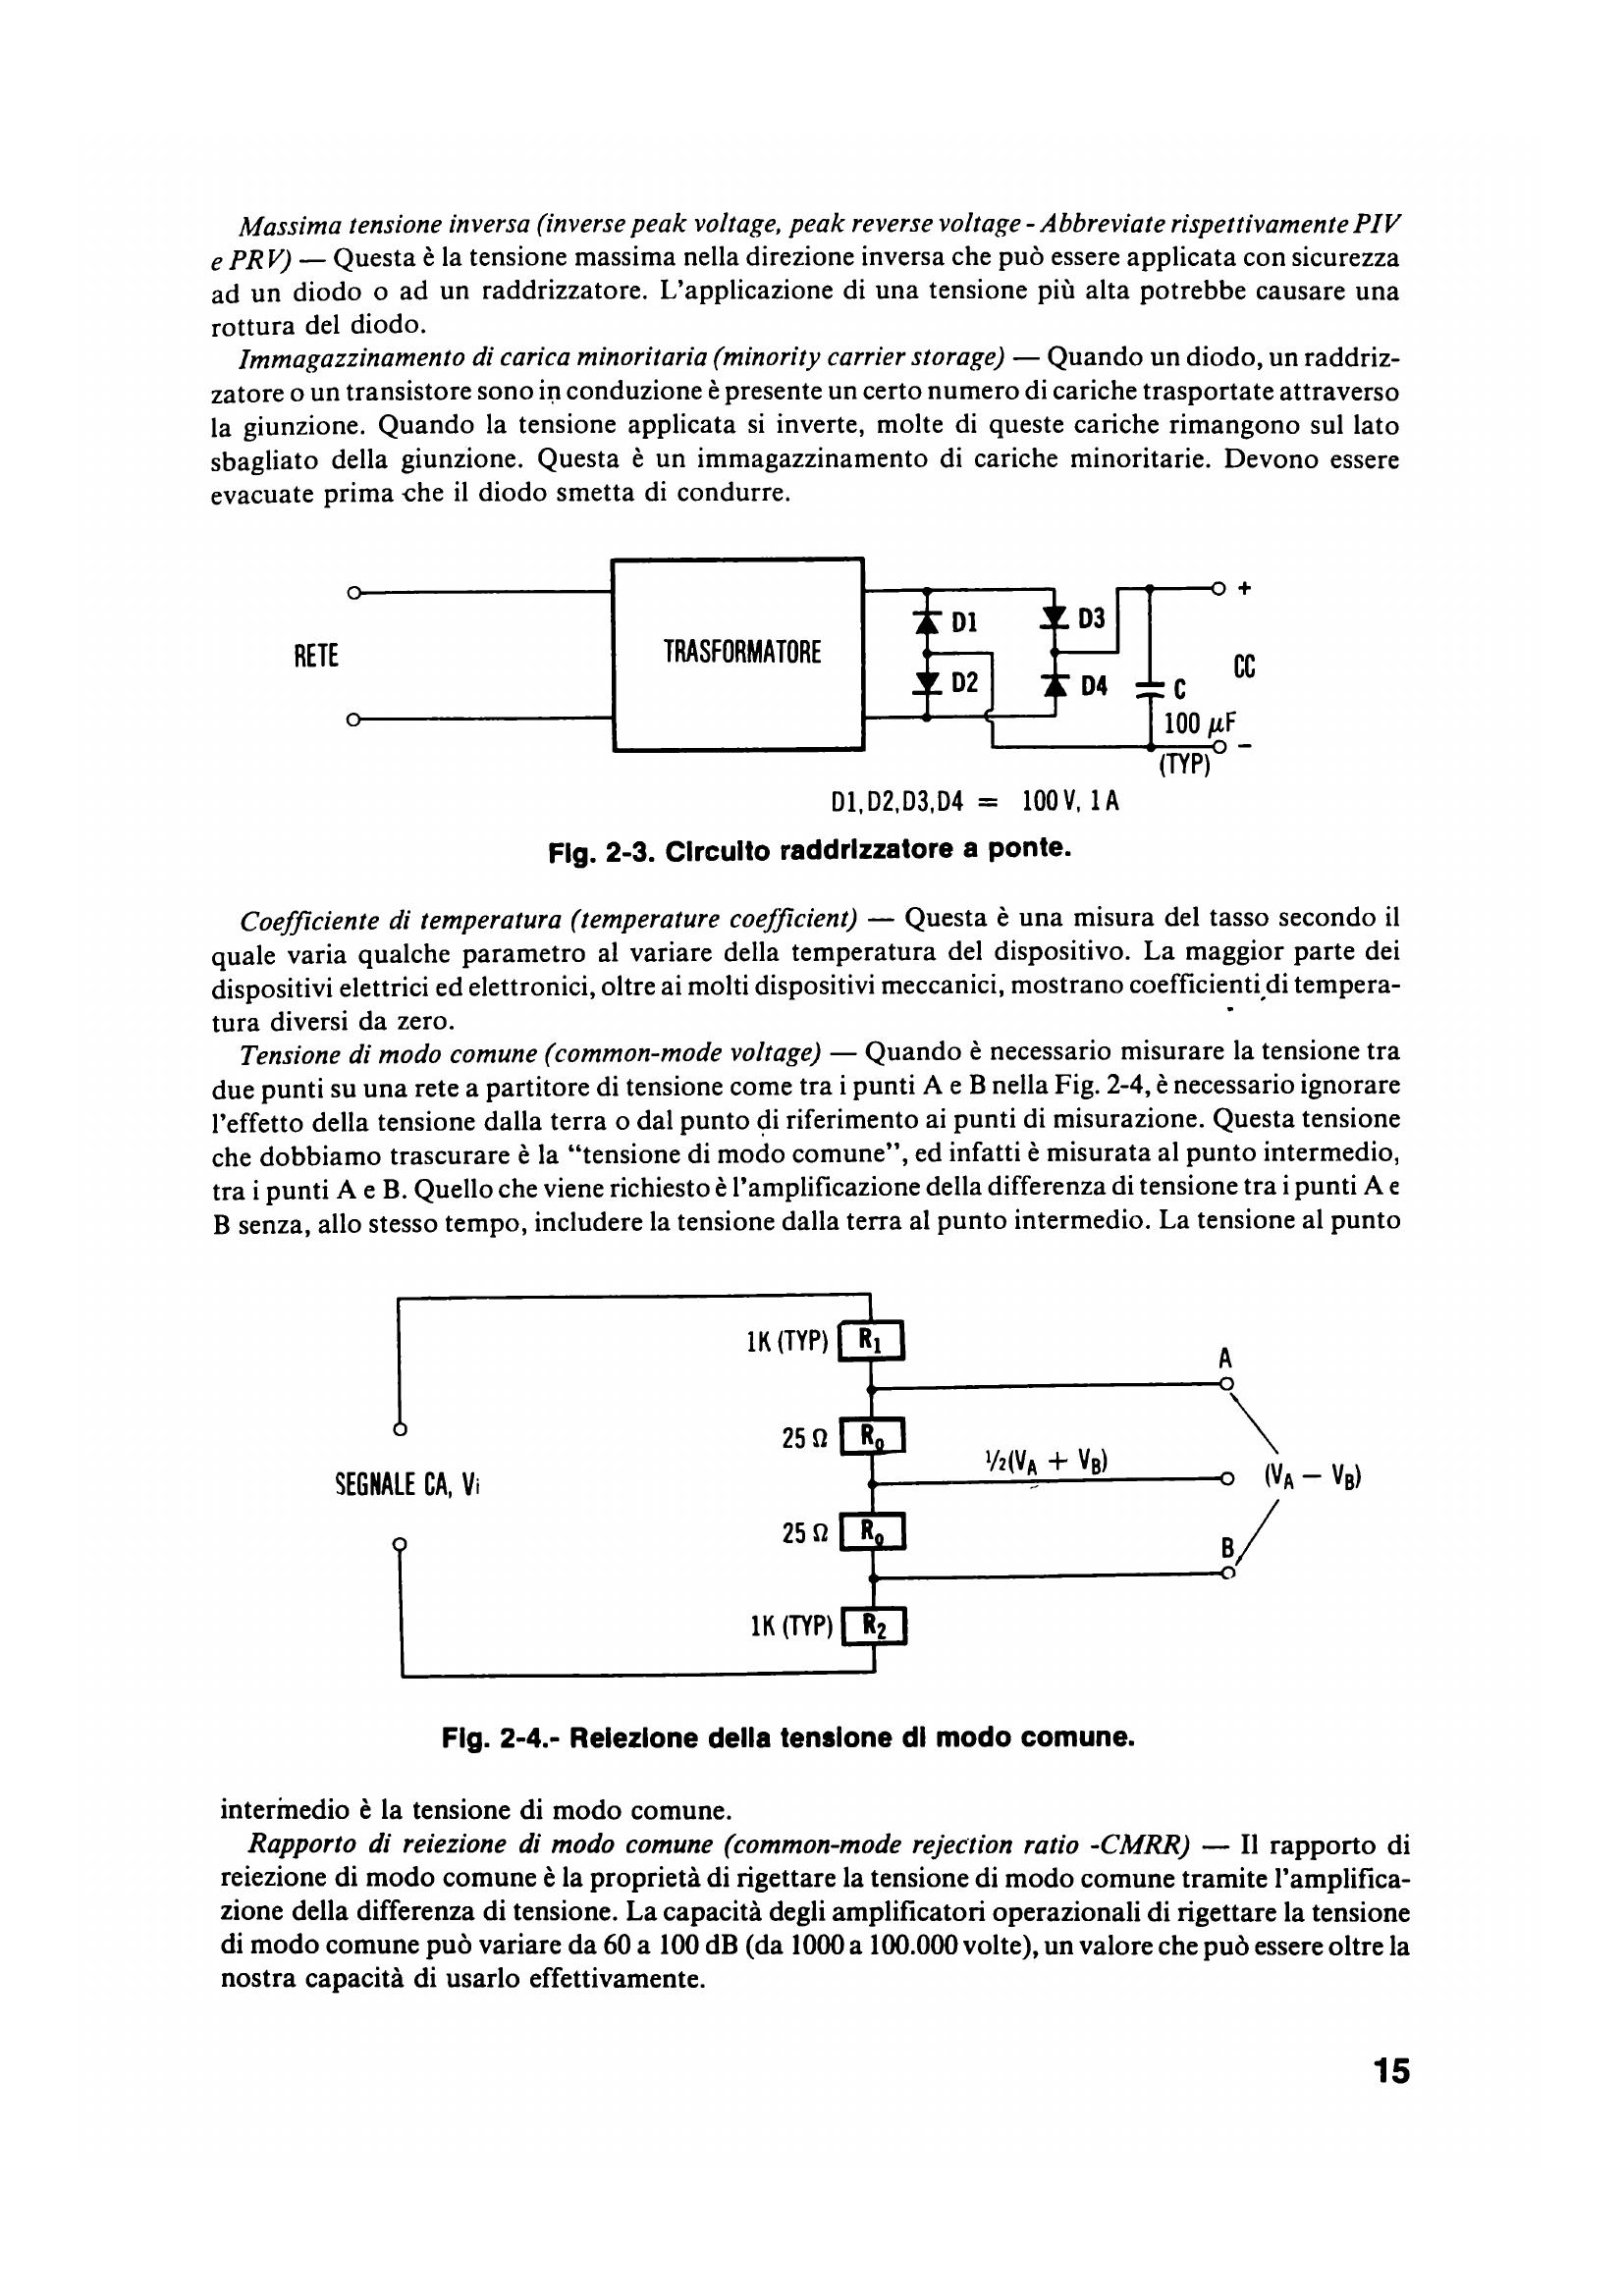 Massima tensione inversa (inverse peak voltage, peak reverse voltage - Abbreviate rispettivamente PIV
e PRV) — Questa è la tensione massima nella direzione inversa che può essere applicata con sicurezza
ad un diodo o ad un raddrizzatore. L'applicazione di una tensione più alta potrebbe causare una
rottura del diodo.
Immagazzinamento di carica minoritaria (minority carrier storage) — Quando un diodo, un raddriz-
zatore o un transistore sono in conduzione è presente un certo numero di cariche trasportate attraverso
la giunzione. Quando la tensione applicata si inverte, molte di queste cariche rimangono sul lato
sbagliato della giunzione. Questa è un immagazzinamento di cariche minoritarie. Devono essere
evacuate prima che il diodo smetta di condurre.
RETE
TRASFORMATORE
D1
D2
D3
D4
C
100 µF
(TYP)
+
CC
−
D1,D2,D3,D4 = 100 V, 1 A
Fig. 2-3. Circuito raddrizzatore a ponte.
Coefficiente di temperatura (temperature coefficient) — Questa è una misura del tasso secondo il
quale varia qualche parametro al variare della temperatura del dispositivo. La maggior parte dei
dispositivi elettrici ed elettronici, oltre ai molti dispositivi meccanici, mostrano coefficienti di tempera-
tura diversi da zero.
Tensione di modo comune (common-mode voltage) — Quando è necessario misurare la tensione tra
due punti su una rete a partitore di tensione come tra i punti A e B nella Fig. 2-4, è necessario ignorare
l'effetto della tensione dalla terra o dal punto di riferimento ai punti di misurazione. Questa tensione
che dobbiamo trascurare è la “tensione di modo comune”, ed infatti è misurata al punto intermedio,
tra i punti A e B. Quello che viene richiesto è l'amplificazione della differenza di tensione tra i punti A e
B senza, allo stesso tempo, includere la tensione dalla terra al punto intermedio. La tensione al punto
1K (TYP) R1
A
25 Ω R0
½(VA + VB)
(VA − VB)
SEGNALE CA, Vi
25 Ω R0
B
1K (TYP) R2
Fig. 2-4.- Reiezione della tensione di modo comune.
intermedio è la tensione di modo comune.
Rapporto di reiezione di modo comune (common-mode rejection ratio -CMRR) — Il rapporto di
reiezione di modo comune è la proprietà di rigettare la tensione di modo comune tramite l'amplifica-
zione della differenza di tensione. La capacità degli amplificatori operazionali di rigettare la tensione
di modo comune può variare da 60 a 100 dB (da 1000 a 100.000 volte), un valore che può essere oltre la
nostra capacità di usarlo effettivamente.
15